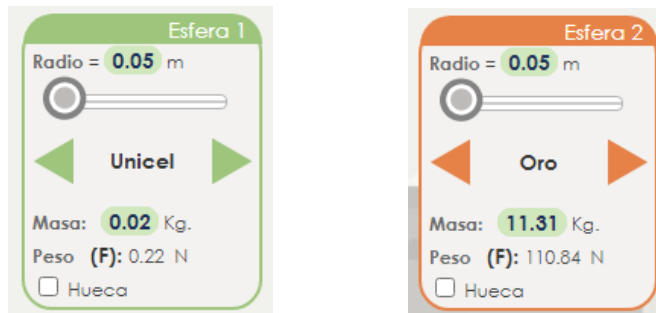 Esfera 1
Radio = 0.05 m
Unicel
Masa: 0.02 Kg.
Peso (F): 0.22 N
Hueca
Esfera 2
Radio = 0.05 m
Oro
Masa: 11.31 Kg.
Peso (F): 110.84 N
Hueca